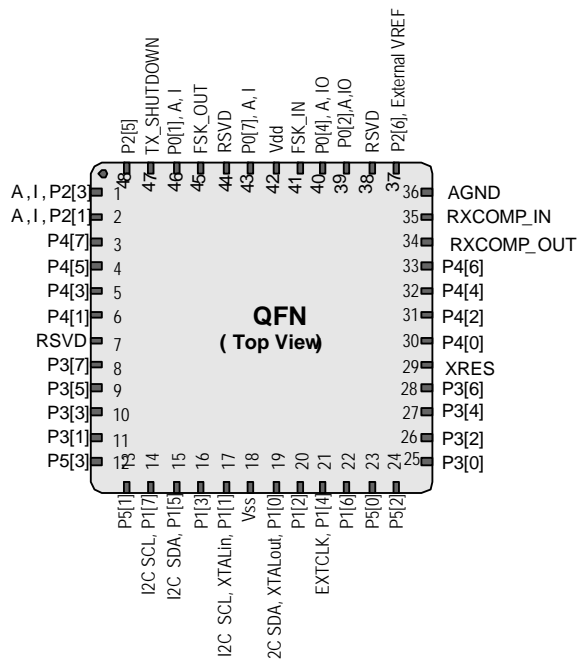 P2[5]
TX_SHUTDOWN
P0[1], A, I
FSK_OUT
RSVD
P0[7], A, I
Vdd
FSK_IN
P0[4], A, IO
P0[2],A,IO
RSVD
P2[6], External VREF
48
47
46
45
44
43
42
41
40
39
38
37
A, I, P2[3]
1
A, I, P2[1]
2
P4[7]
3
P4[5]
4
P4[3]
5
P4[1]
6
RSVD
7
P3[7]
8
P3[5]
9
P3[3]
10
P3[1]
11
P5[3]
12
QFN
( Top View)
36
AGND
35
RXCOMP_IN
34
RXCOMP_OUT
33
P4[6]
32
P4[4]
31
P4[2]
30
P4[0]
29
XRES
28
P3[6]
27
P3[4]
26
P3[2]
25
P3[0]
13
14
15
16
17
18
19
20
21
22
23
24
P5[1]
I2C SCL, P1[7]
I2C SDA, P1[5]
P1[3]
I2C SCL, XTALin, P1[1]
Vss
2C SDA, XTALout, P1[0]
P1[2]
EXTCLK, P1[4]
P1[6]
P5[0]
P5[2]